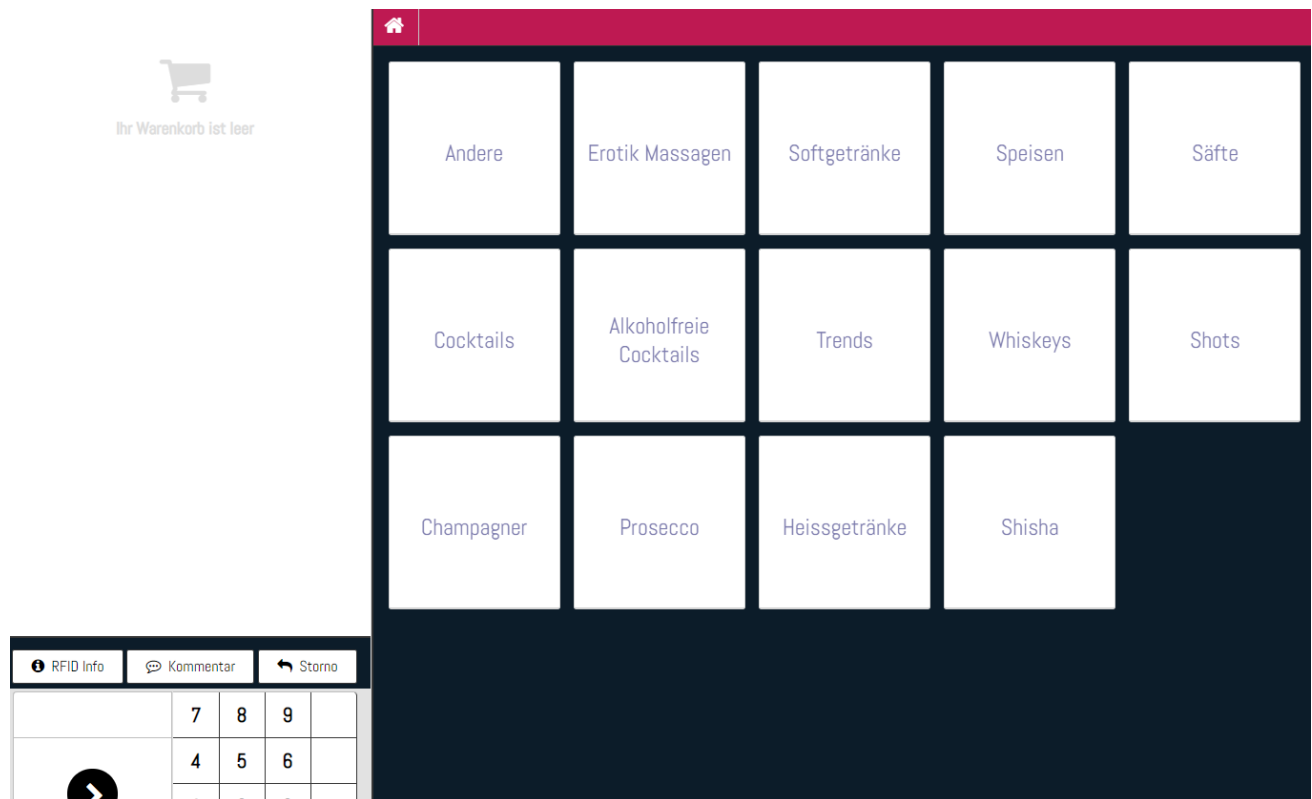 Ihr Warenkorb ist leer
Andere
Erotik Massagen
Softgetränke
Speisen
Säfte
Cocktails
Alkoholfreie
Cocktails
Trends
Whiskeys
Shots
Champagner
Prosecco
Heissgetränke
Shisha
RFID Info
Kommentar
Storno
7 8 9
4 5 6